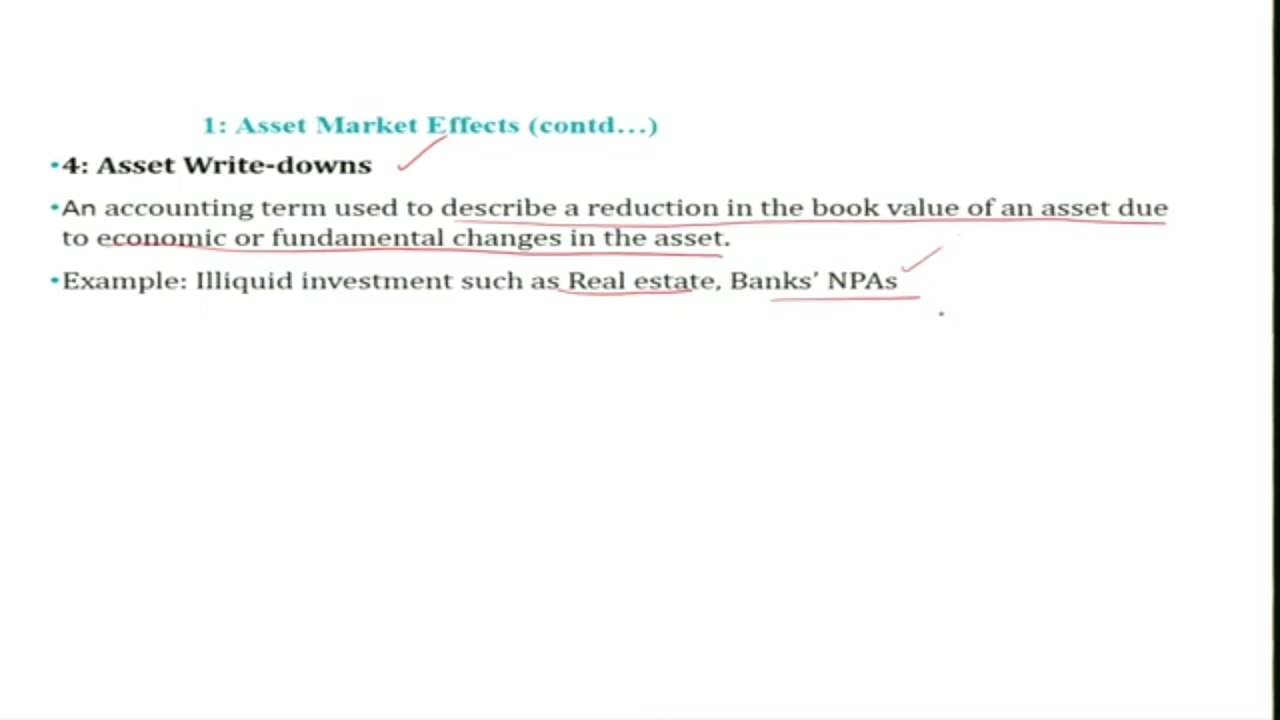 1: Asset Market Effects (contd...)
•4: Asset Write-downs
•An accounting term used to describe a reduction in the book value of an asset due
to economic or fundamental changes in the asset.
•Example: Illiquid investment such as Real estate, Banks' NPAs